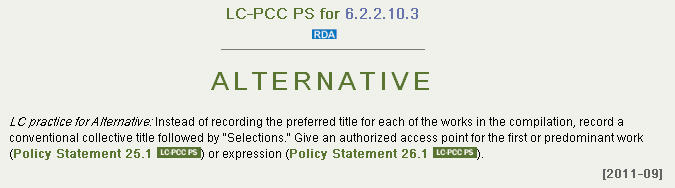 LC-PCC PS for 6.2.2.10.3
RDA
ALTERNATIVE
LC practice for Alternative: Instead of recording the preferred title for each of the works in the compilation, record a
conventional collective title followed by "Selections." Give an authorized access point for the first or predominant work
(Policy Statement 25.1 LC-PCC PS) or expression (Policy Statement 26.1 LC-PCC PS).
[2011-09]